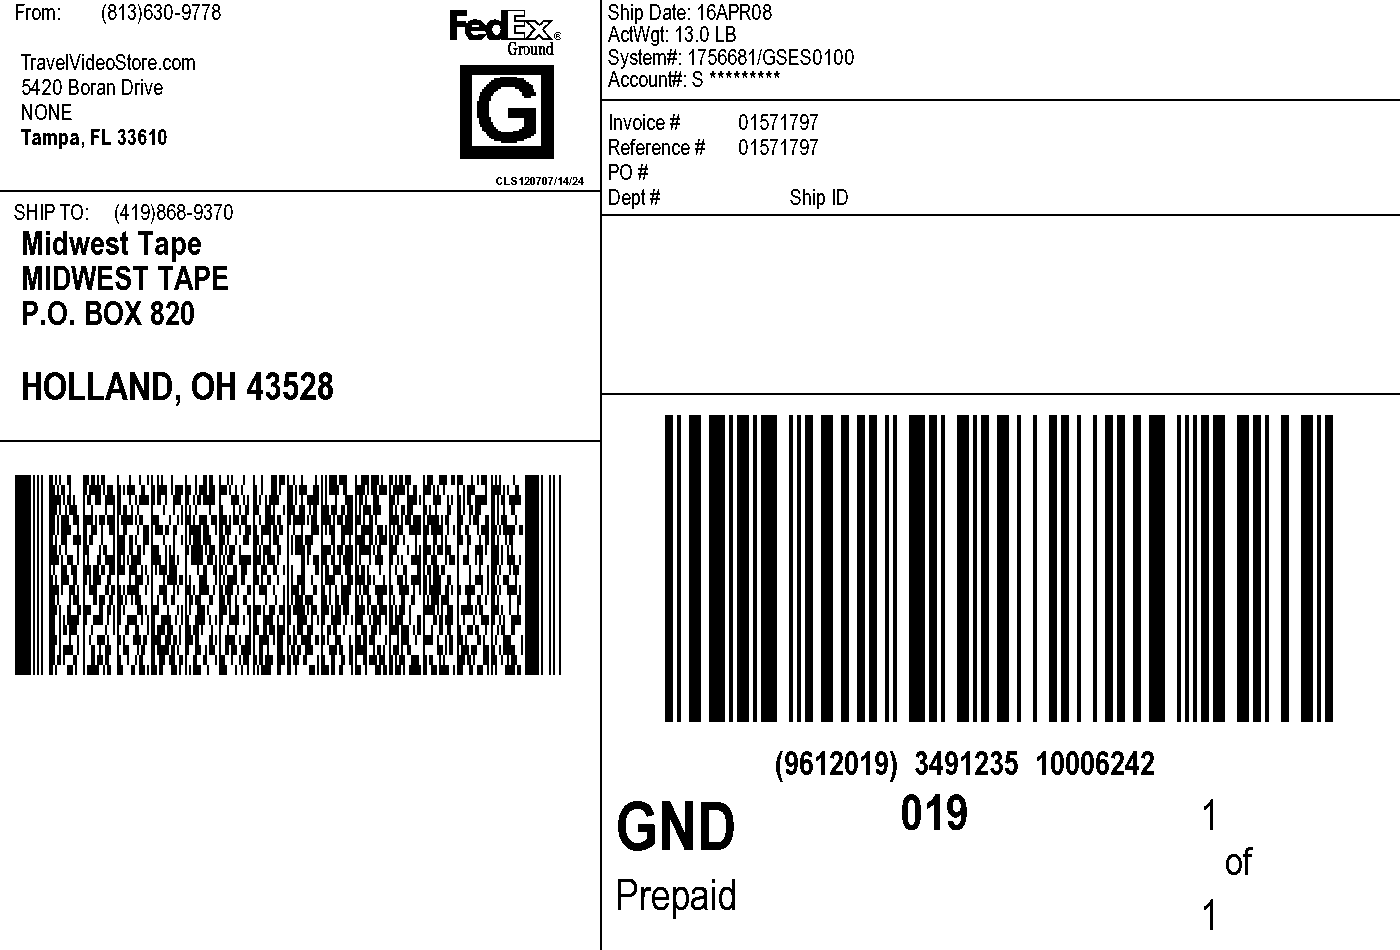 From: (813)630-9778
TravelVideoStore.com
5420 Boran Drive
NONE
Tampa, FL 33610
FedEx®
Ground
G
CLS120707/14/24
Ship Date: 16APR08
ActWgt: 13.0 LB
System#: 1756681/GSES0100
Account#: S *********
Invoice # 01571797
Reference # 01571797
PO #
Dept # Ship ID
SHIP TO: (419)868-9370
Midwest Tape
MIDWEST TAPE
P.O. BOX 820
HOLLAND, OH 43528
(9612019) 3491235 10006242
GND 019 1
of
Prepaid 1